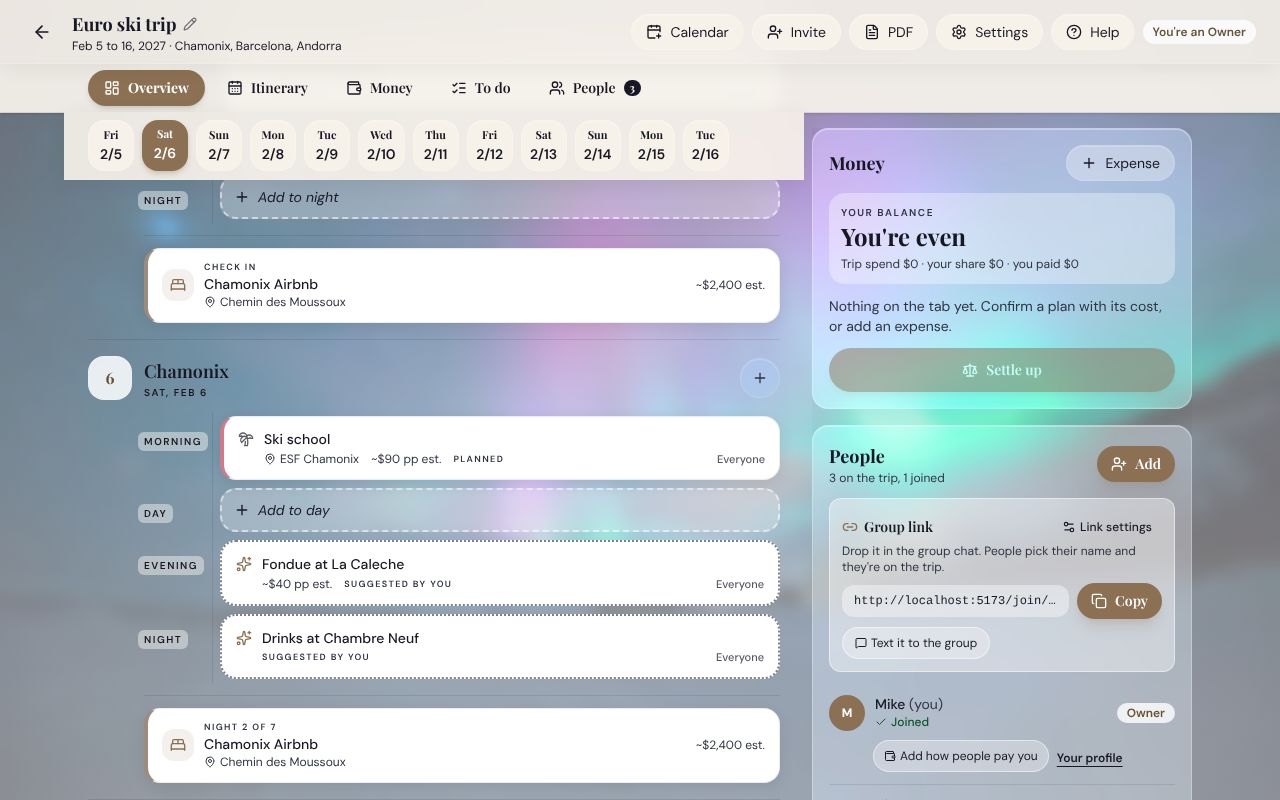 Euro ski trip
Feb 5 to 16, 2027 · Chamonix, Barcelona, Andorra
Calendar
Invite
PDF
Settings
Help
You're an Owner
Overview
Itinerary
Money
To do
People 3
Fri 2/5
Sat 2/6
Sun 2/7
Mon 2/8
Tue 2/9
Wed 2/10
Thu 2/11
Fri 2/12
Sat 2/13
Sun 2/14
Mon 2/15
Tue 2/16
NIGHT
Add to night
CHECK IN
Chamonix Airbnb
~$2,400 est.
Chemin des Moussoux
6
Chamonix
SAT, FEB 6
MORNING
Ski school
ESF Chamonix ~$90 pp est. PLANNED
Everyone
DAY
Add to day
EVENING
Fondue at La Caleche
~$40 pp est. SUGGESTED BY YOU
Everyone
NIGHT
Drinks at Chambre Neuf
SUGGESTED BY YOU
Everyone
NIGHT 2 OF 7
Chamonix Airbnb
~$2,400 est.
Chemin des Moussoux
Money
Expense
YOUR BALANCE
You're even
Trip spend $0 · your share $0 · you paid $0
Nothing on the tab yet. Confirm a plan with its cost,
or add an expense.
Settle up
People
3 on the trip, 1 joined
Add
Group link
Link settings
Drop it in the group chat. People pick their name and
they're on the trip.
http://localhost:5173/join/…
Copy
Text it to the group
M
Mike (you)
Joined
Owner
Add how people pay you
Your profile